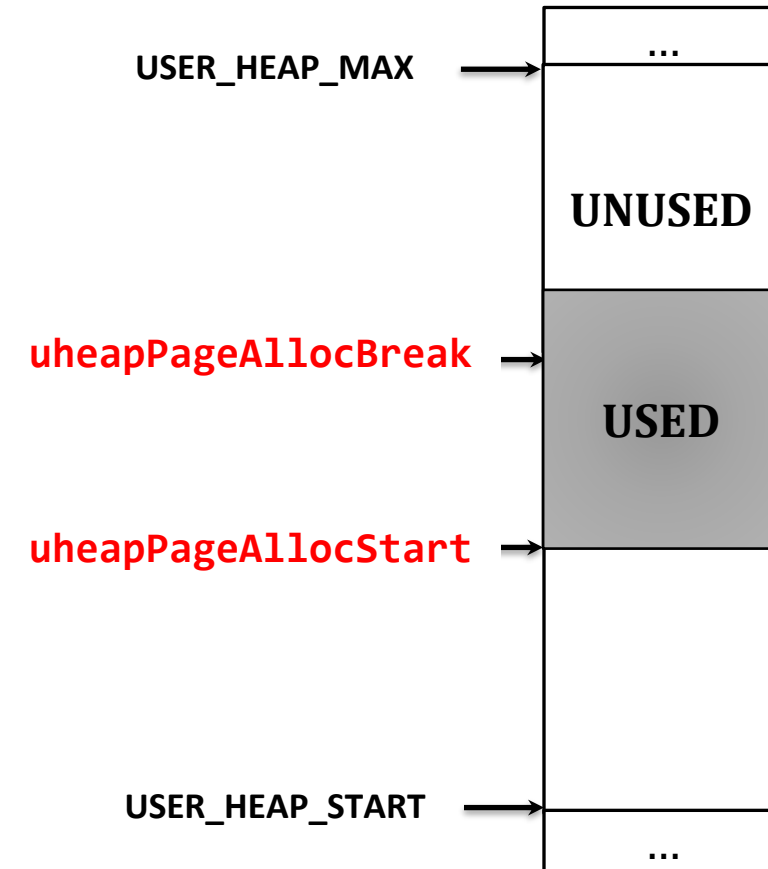 ...
USER_HEAP_MAX
UNUSED
uheapPageAllocBreak
USED
uheapPageAllocStart
USER_HEAP_START
...